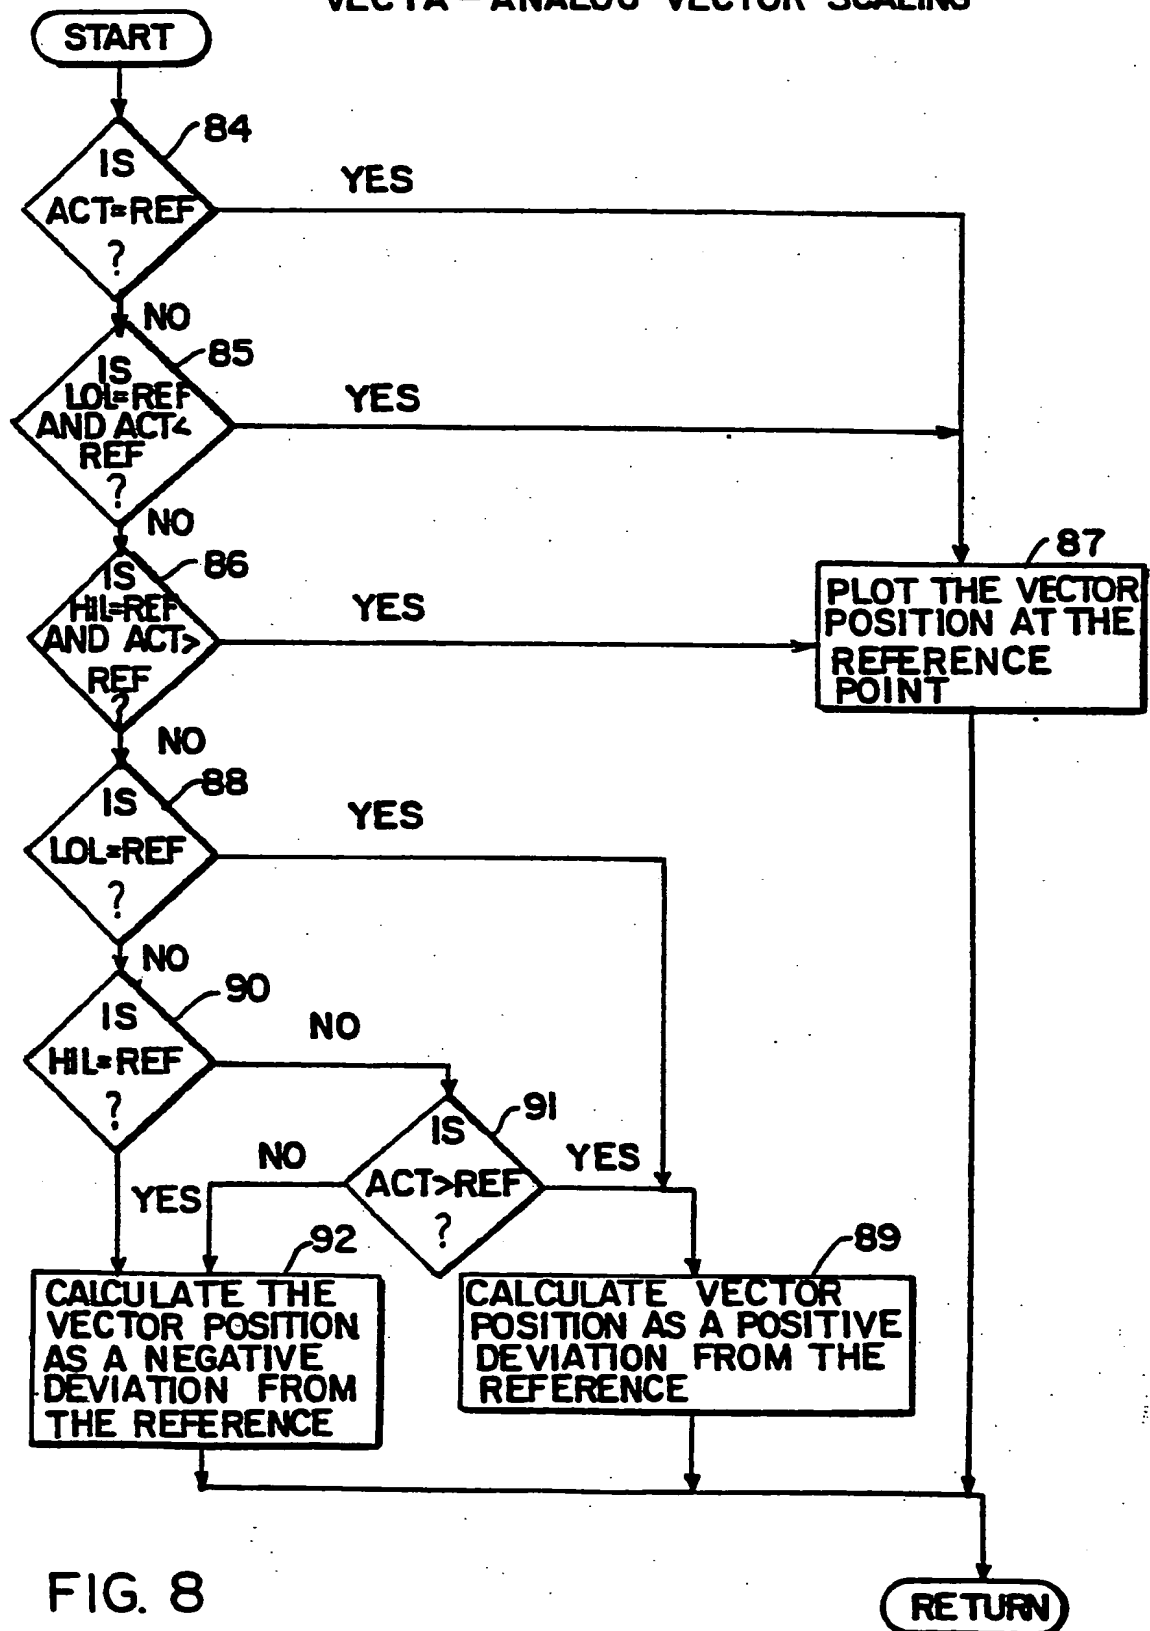 VECTA - ANALOG VECTOR SCALING
START
84
IS
ACT=REF
?
YES
NO
85
IS
LOL=REF
AND ACT<
REF
?
YES
NO
86
IS
HIL=REF
AND ACT>
REF
?
YES
87
PLOT THE VECTOR
POSITION AT THE
REFERENCE
POINT
NO
88
IS
LOL=REF
?
YES
NO
90
IS
HIL=REF
?
NO
91
IS
ACT>REF
?
NO
YES
YES
92
CALCULATE THE
VECTOR POSITION
AS A NEGATIVE
DEVIATION FROM
THE REFERENCE
89
CALCULATE VECTOR
POSITION AS A POSITIVE
DEVIATION FROM THE
REFERENCE
FIG. 8
RETURN